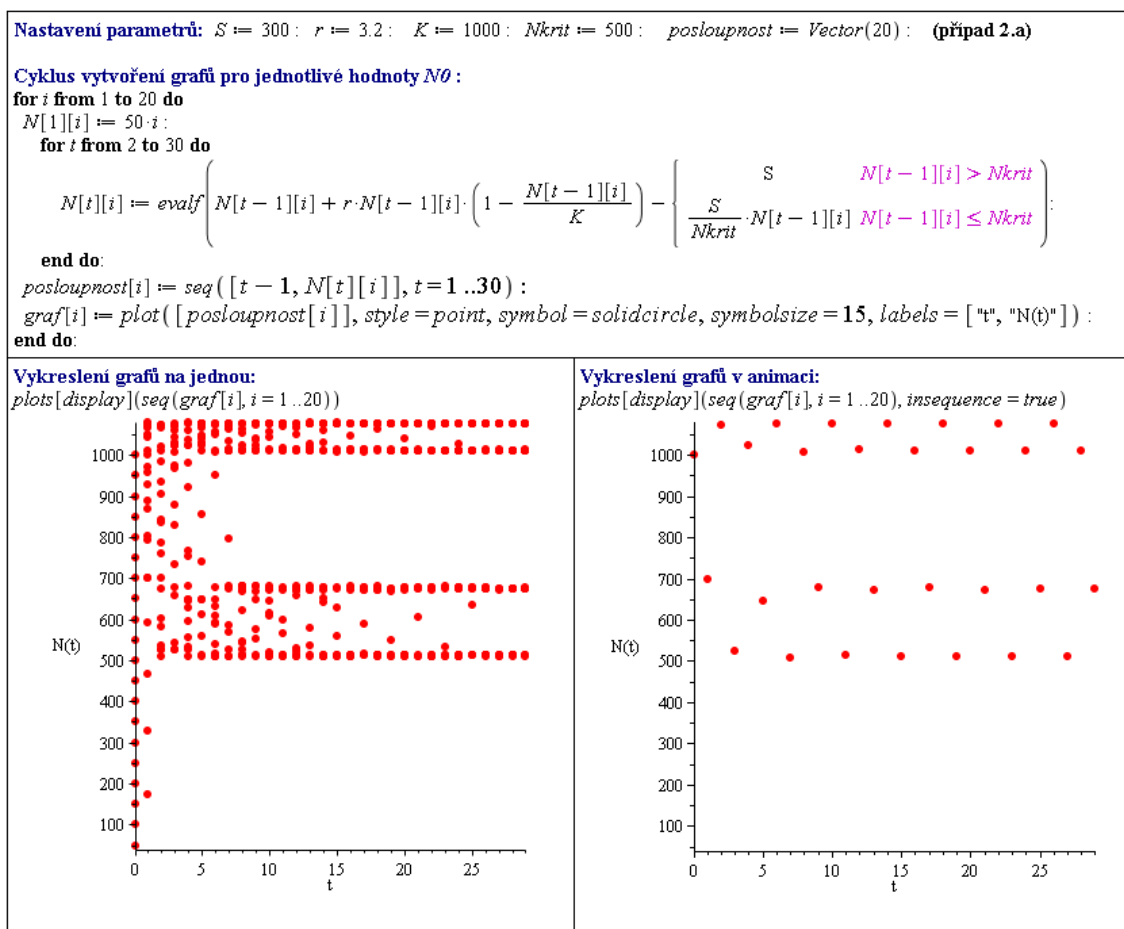 Nastavení parametrů: S := 300 : r := 3.2 : K := 1000 : Nkrit := 500 : posloupnost := Vector(20) : (případ 2.a)
Cyklus vytvoření grafů pro jednotlivé hodnoty N0 :
for i from 1 to 20 do
N[1][i] := 50·i :
for t from 2 to 30 do
N[t][i] := evalf(N[t − 1][i] + r·N[t − 1][i]·(1 − N[t − 1][i]/K) − { S N[t − 1][i] > Nkrit
S/Nkrit·N[t − 1][i] N[t − 1][i] ≤ Nkrit ):
end do:
posloupnost[i] := seq([t − 1, N[t][i]], t = 1 ..30) :
graf[i] := plot([posloupnost[i]], style = point, symbol = solidcircle, symbolsize = 15, labels = ["t", "N(t)"]) :
end do:
Vykreslení grafů na jednou:
plots[display](seq(graf[i], i = 1 ..20))
1000
900
800
700
600
N(t)
500
400
300
200
100
0 5 10 15 20 25
t
Vykreslení grafů v animaci:
plots[display](seq(graf[i], i = 1 ..20), insequence = true)
1000
900
800
700
600
N(t)
500
400
300
200
100
0 5 10 15 20 25
t